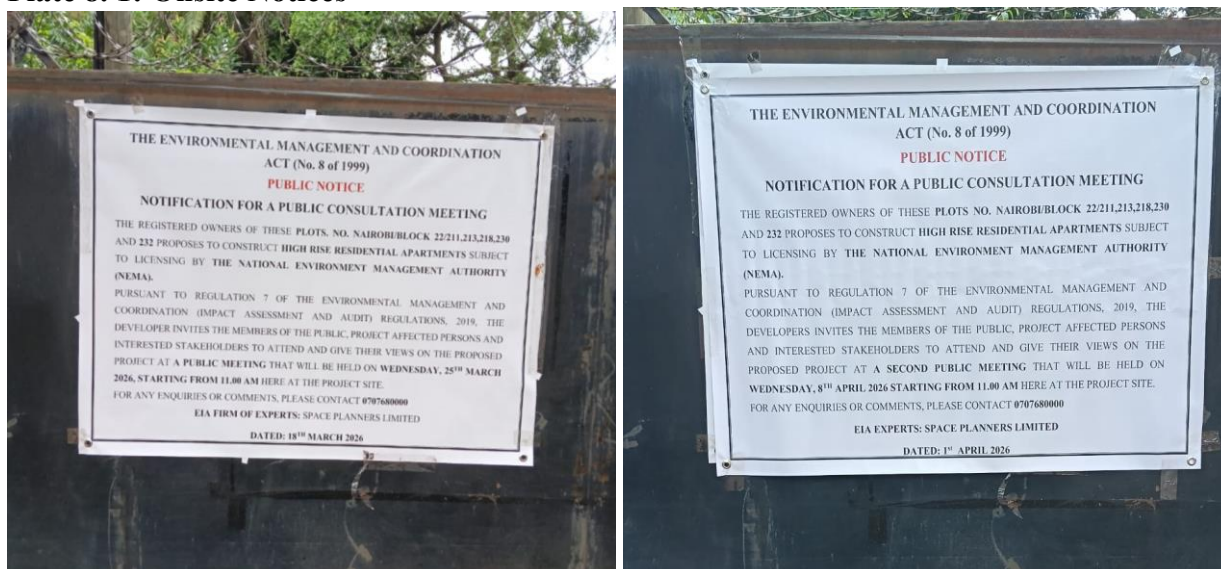 Plate 8. 1: Onsite Notices
THE ENVIRONMENTAL MANAGEMENT AND COORDINATION
ACT (No. 8 of 1999)
PUBLIC NOTICE
NOTIFICATION FOR A PUBLIC CONSULTATION MEETING
THE REGISTERED OWNERS OF THESE PLOTS. NO. NAIROBI/BLOCK 22/211,213,218,230
AND 232 PROPOSES TO CONSTRUCT HIGH RISE RESIDENTIAL APARTMENTS SUBJECT
TO LICENSING BY THE NATIONAL ENVIRONMENT MANAGEMENT AUTHORITY
(NEMA).
PURSUANT TO REGULATION 7 OF THE ENVIRONMENTAL MANAGEMENT AND
COORDINATION (IMPACT ASSESSMENT AND AUDIT) REGULATIONS, 2019, THE
DEVELOPER INVITES THE MEMBERS OF THE PUBLIC, PROJECT AFFECTED PERSONS AND
INTERESTED STAKEHOLDERS TO ATTEND AND GIVE THEIR VIEWS ON THE PROPOSED
PROJECT AT A PUBLIC MEETING THAT WILL BE HELD ON WEDNESDAY, 25TH MARCH
2026, STARTING FROM 11.00 AM HERE AT THE PROJECT SITE.
FOR ANY ENQUIRIES OR COMMENTS, PLEASE CONTACT 0707680000
EIA FIRM OF EXPERTS: SPACE PLANNERS LIMITED
DATED: 18TH MARCH 2026
THE ENVIRONMENTAL MANAGEMENT AND COORDINATION
ACT (No. 8 of 1999)
PUBLIC NOTICE
NOTIFICATION FOR A PUBLIC CONSULTATION MEETING
THE REGISTERED OWNERS OF THESE PLOTS NO. NAIROBI/BLOCK 22/211,213,218,230
AND 232 PROPOSES TO CONSTRUCT HIGH RISE RESIDENTIAL APARTMENTS SUBJECT
TO LICENSING BY THE NATIONAL ENVIRONMENT MANAGEMENT AUTHORITY
(NEMA).
PURSUANT TO REGULATION 7 OF THE ENVIRONMENTAL MANAGEMENT AND
COORDINATION (IMPACT ASSESSMENT AND AUDIT) REGULATIONS, 2019, THE
DEVELOPERS INVITES THE MEMBERS OF THE PUBLIC, PROJECT AFFECTED PERSONS
AND INTERESTED STAKEHOLDERS TO ATTEND AND GIVE THEIR VIEWS ON THE
PROPOSED PROJECT AT A SECOND PUBLIC MEETING THAT WILL BE HELD ON
WEDNESDAY, 8TH APRIL 2026 STARTING FROM 11.00 AM HERE AT THE PROJECT SITE.
FOR ANY ENQUIRIES OR COMMENTS, PLEASE CONTACT 0707680000
EIA EXPERTS: SPACE PLANNERS LIMITED
DATED: 1ST APRIL 2026